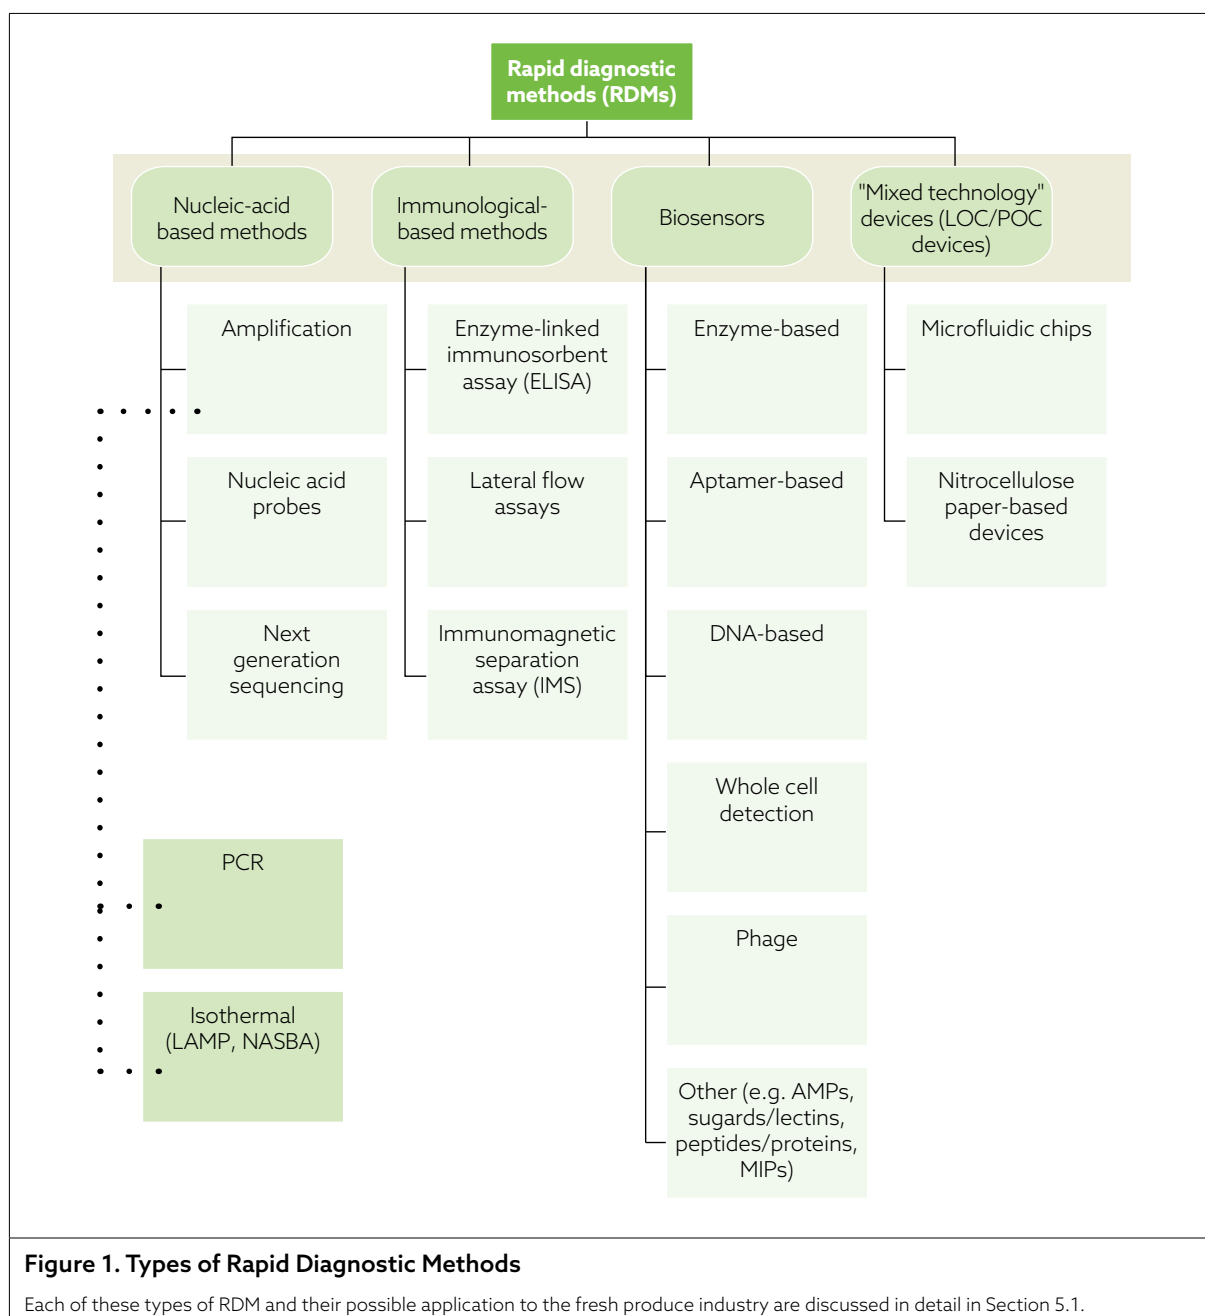 Rapid diagnostic
methods (RDMs)
Nucleic-acid
based methods
Immunological-
based methods
Biosensors
"Mixed technology"
devices (LOC/POC
devices)
Amplification
Nucleic acid
probes
Next
generation
sequencing
PCR
Isothermal
(LAMP, NASBA)
Enzyme-linked
immunosorbent
assay (ELISA)
Lateral flow
assays
Immunomagnetic
separation
assay (IMS)
Enzyme-based
Aptamer-based
DNA-based
Whole cell
detection
Phage
Other (e.g. AMPs,
sugards/lectins,
peptides/proteins,
MIPs)
Microfluidic chips
Nitrocellulose
paper-based
devices
Figure 1. Types of Rapid Diagnostic Methods
Each of these types of RDM and their possible application to the fresh produce industry are discussed in detail in Section 5.1.